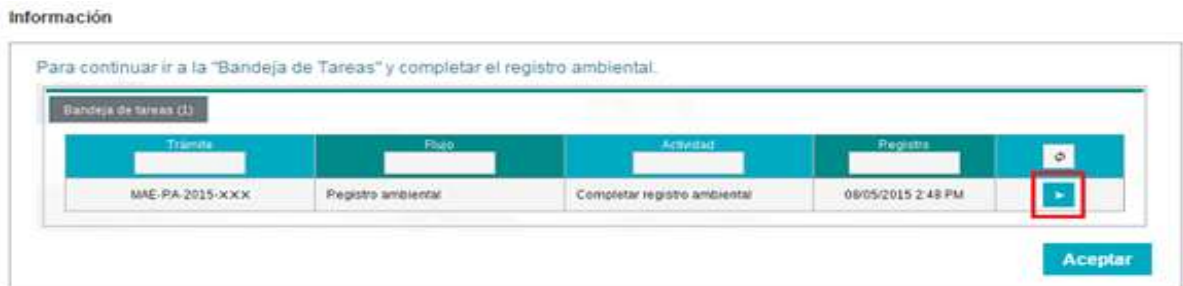 Información
Para continuar ir a la "Bandeja de Tareas" y completar el registro ambiental.
Bandeja de tareas (1)
Trámite Flujo Actividad Registro
MAE-PA-2015-XXX Registro ambiental Completar registro ambiental 08/05/2015 2:48 PM
Aceptar